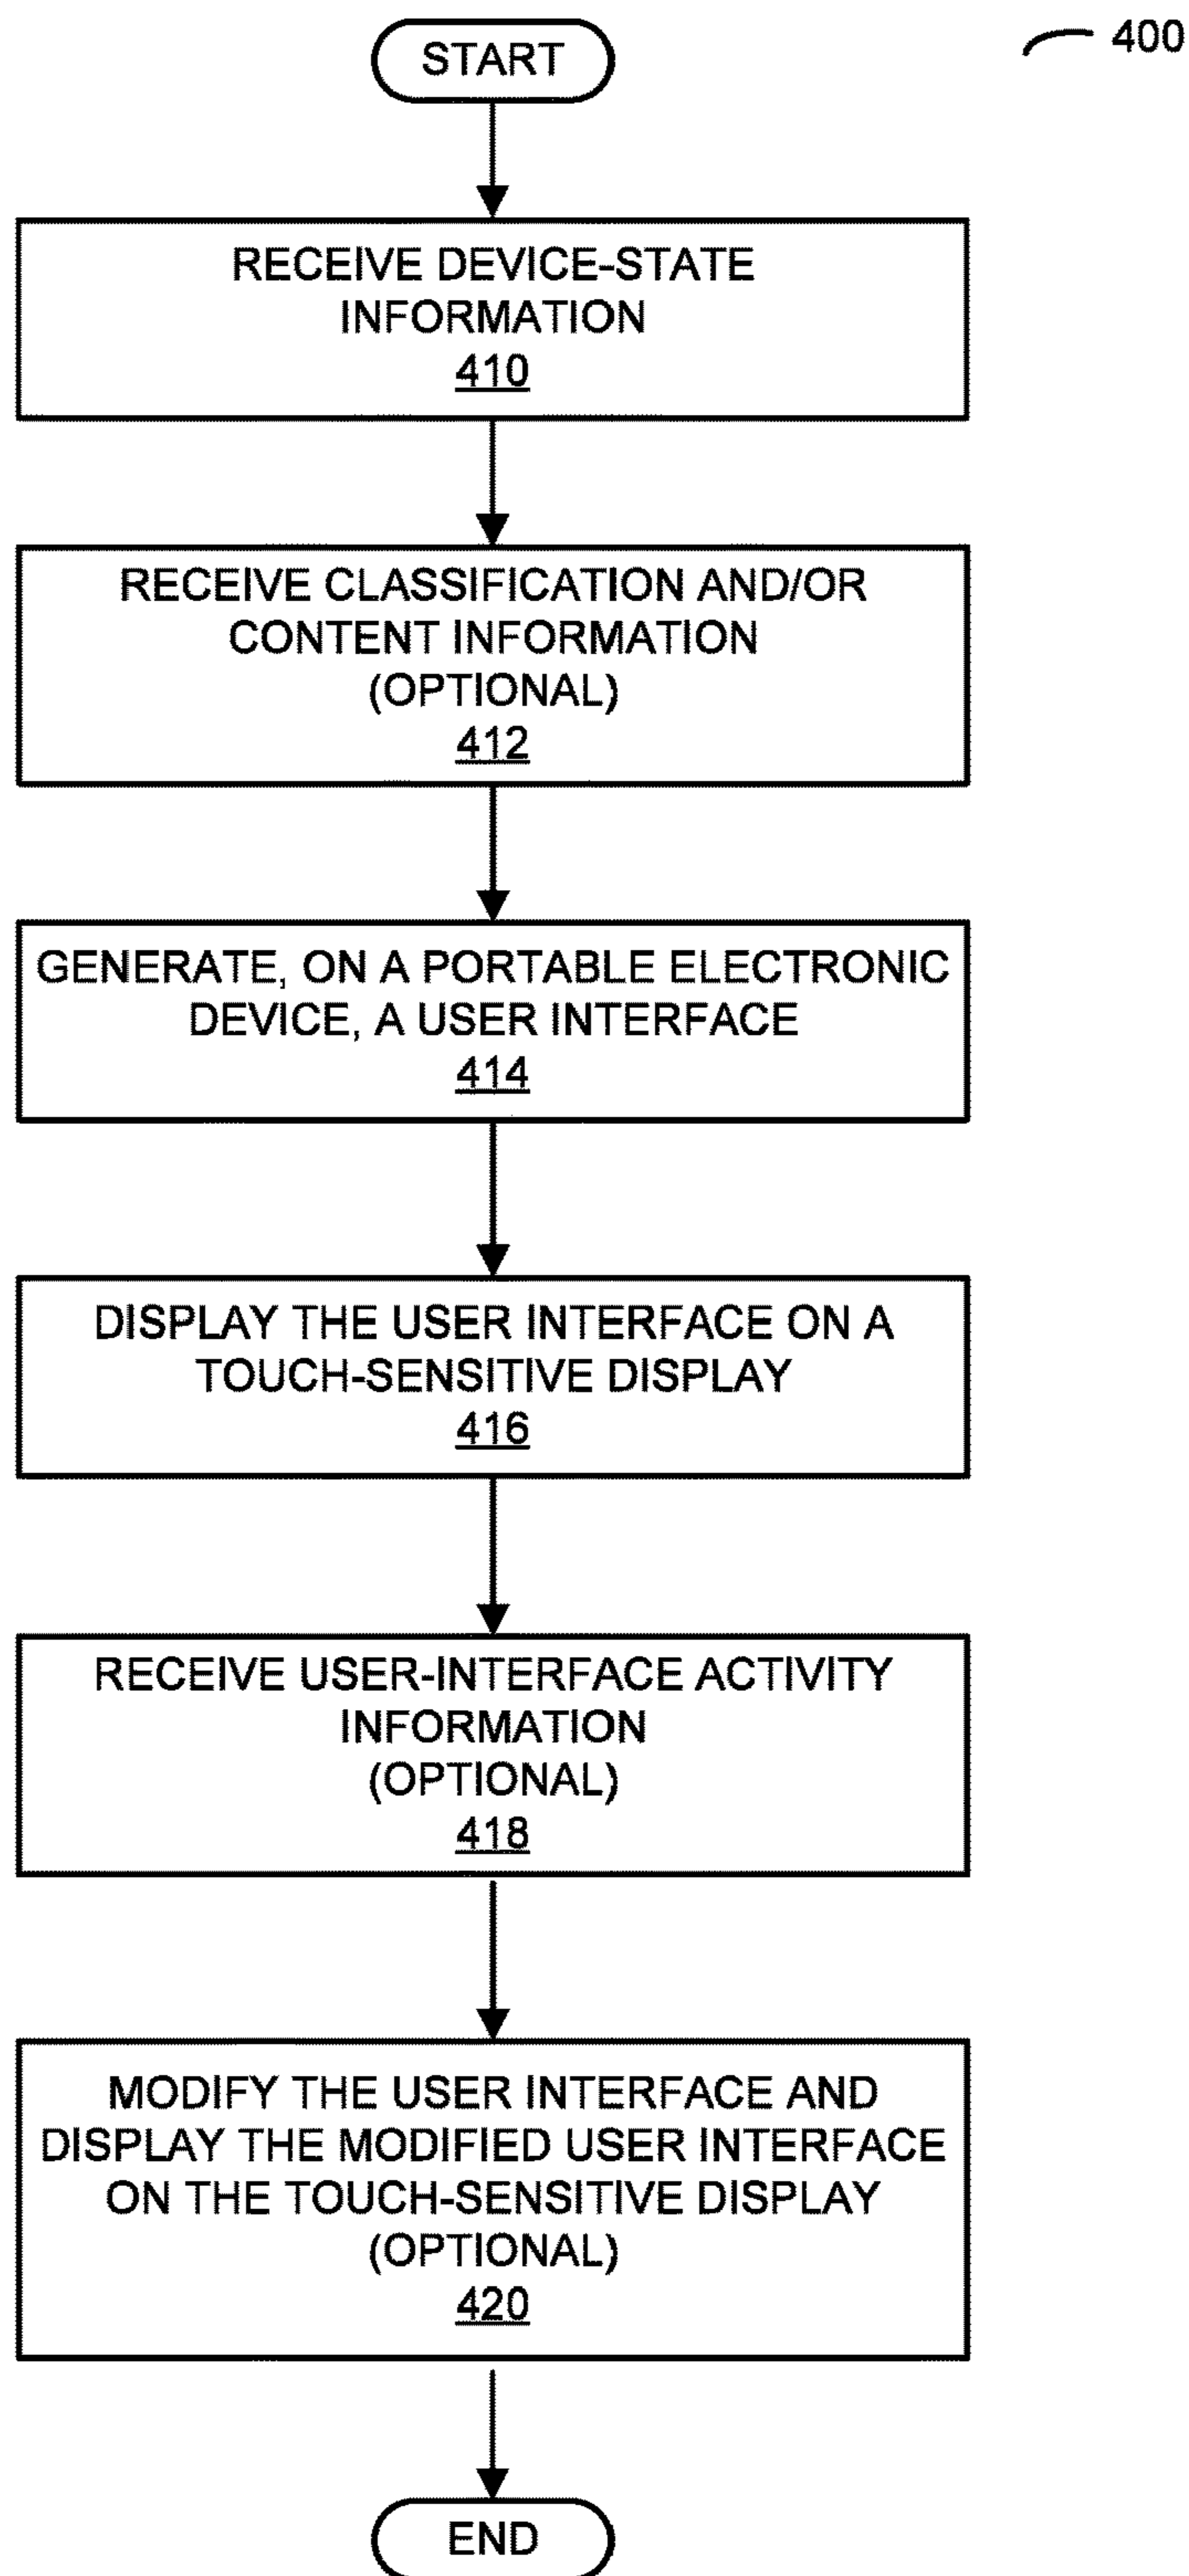 400
START
RECEIVE DEVICE-STATE
INFORMATION
410
RECEIVE CLASSIFICATION AND/OR
CONTENT INFORMATION
(OPTIONAL)
412
GENERATE, ON A PORTABLE ELECTRONIC
DEVICE, A USER INTERFACE
414
DISPLAY THE USER INTERFACE ON A
TOUCH-SENSITIVE DISPLAY
416
RECEIVE USER-INTERFACE ACTIVITY
INFORMATION
(OPTIONAL)
418
MODIFY THE USER INTERFACE AND
DISPLAY THE MODIFIED USER INTERFACE
ON THE TOUCH-SENSITIVE DISPLAY
(OPTIONAL)
420
END